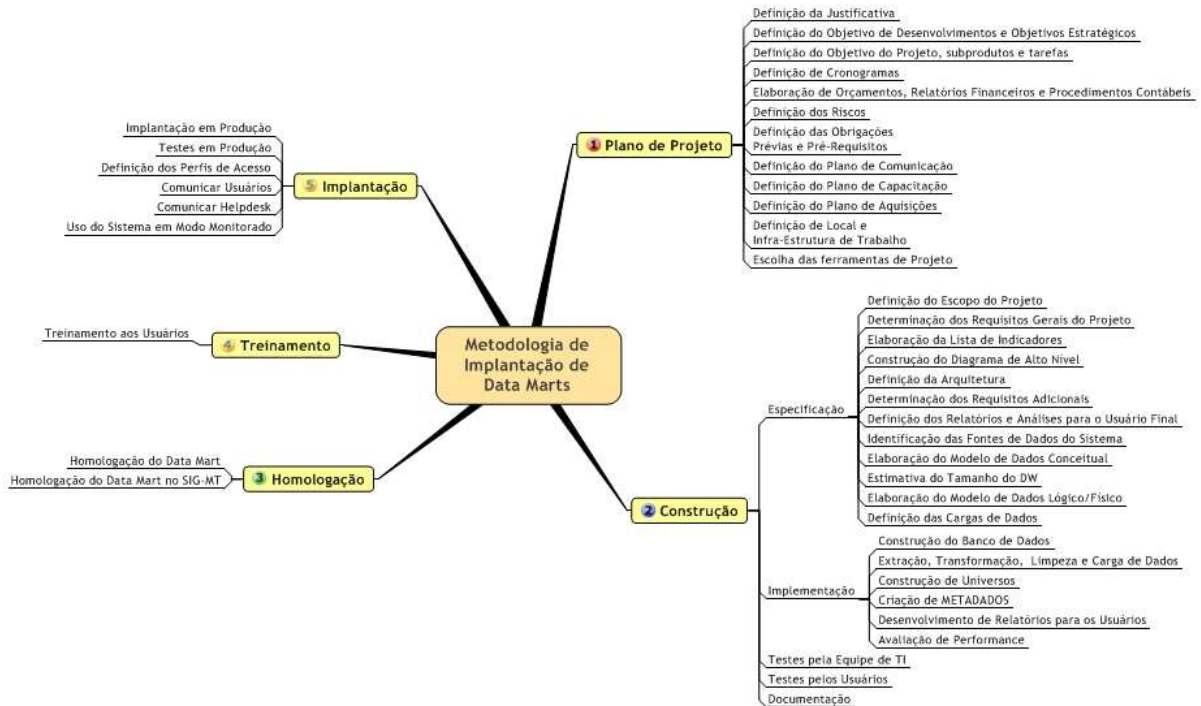 Metodologia de
Implantação de
Data Marts
1 Plano de Projeto
Definição da Justificativa
Definição do Objetivo de Desenvolvimentos e Objetivos Estratégicos
Definição do Objetivo do Projeto, subprodutos e tarefas
Definição de Cronogramas
Elaboração de Orçamentos, Relatórios Financeiros e Procedimentos Contábeis
Definição dos Riscos
Definição das Obrigações
Prévias e Pré-Requisitos
Definição do Plano de Comunicação
Definição do Plano de Capacitação
Definição do Plano de Aquisições
Definição de Local e
Infra-Estrutura de Trabalho
Escolha das ferramentas de Projeto
2 Construção
Especificação
Definição do Escopo do Projeto
Determinação dos Requisitos Gerais do Projeto
Elaboração da Lista de Indicadores
Construção do Diagrama de Alto Nível
Definição da Arquitetura
Determinação dos Requisitos Adicionais
Definição dos Relatórios e Análises para o Usuário Final
Identificação das Fontes de Dados do Sistema
Elaboração do Modelo de Dados Conceitual
Estimativa do Tamanho do DW
Elaboração do Modelo de Dados Lógico/Físico
Definição das Cargas de Dados
Implementação
Construção do Banco de Dados
Extração, Transformação, Limpeza e Carga de Dados
Construção de Universos
Criação de METADADOS
Desenvolvimento de Relatórios para os Usuários
Avaliação de Performance
Testes pela Equipe de TI
Testes pelos Usuários
Documentação
3 Homologação
Homologação do Data Mart
Homologação do Data Mart no SIG-MT
4 Treinamento
Treinamento aos Usuários
5 Implantação
Implantação em Produção
Testes em Produção
Definição dos Perfis de Acesso
Comunicar Usuários
Comunicar Helpdesk
Uso do Sistema em Modo Monitorado